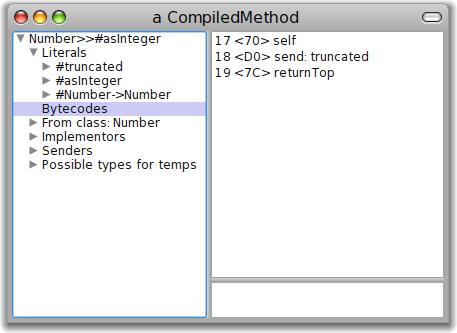 a CompiledMethod
Number>>#asInteger
Literals
#truncated
#asInteger
#Number->Number
Bytecodes
From class: Number
Implementors
Senders
Possible types for temps
17 <70> self
18 <D0> send: truncated
19 <7C> returnTop